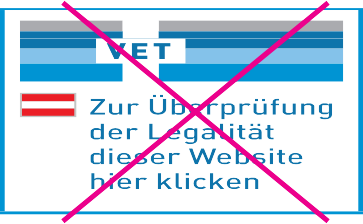 VET
Zur Überprüfung
der Legalität
dieser Website
hier klicken